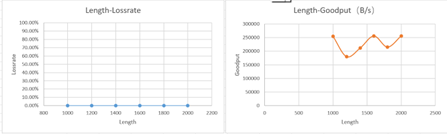 Length-Lossrate
100.00%
90.00%
80.00%
70.00%
60.00%
50.00%
40.00%
30.00%
20.00%
10.00%
0.00%
Lossrate
800 1000 1200 1400 1600 1800 2000 2200
Length
Length-Goodput (B/s)
300000
250000
200000
150000
100000
50000
0
Goodput
0 500 1000 1500 2000 2500
Length